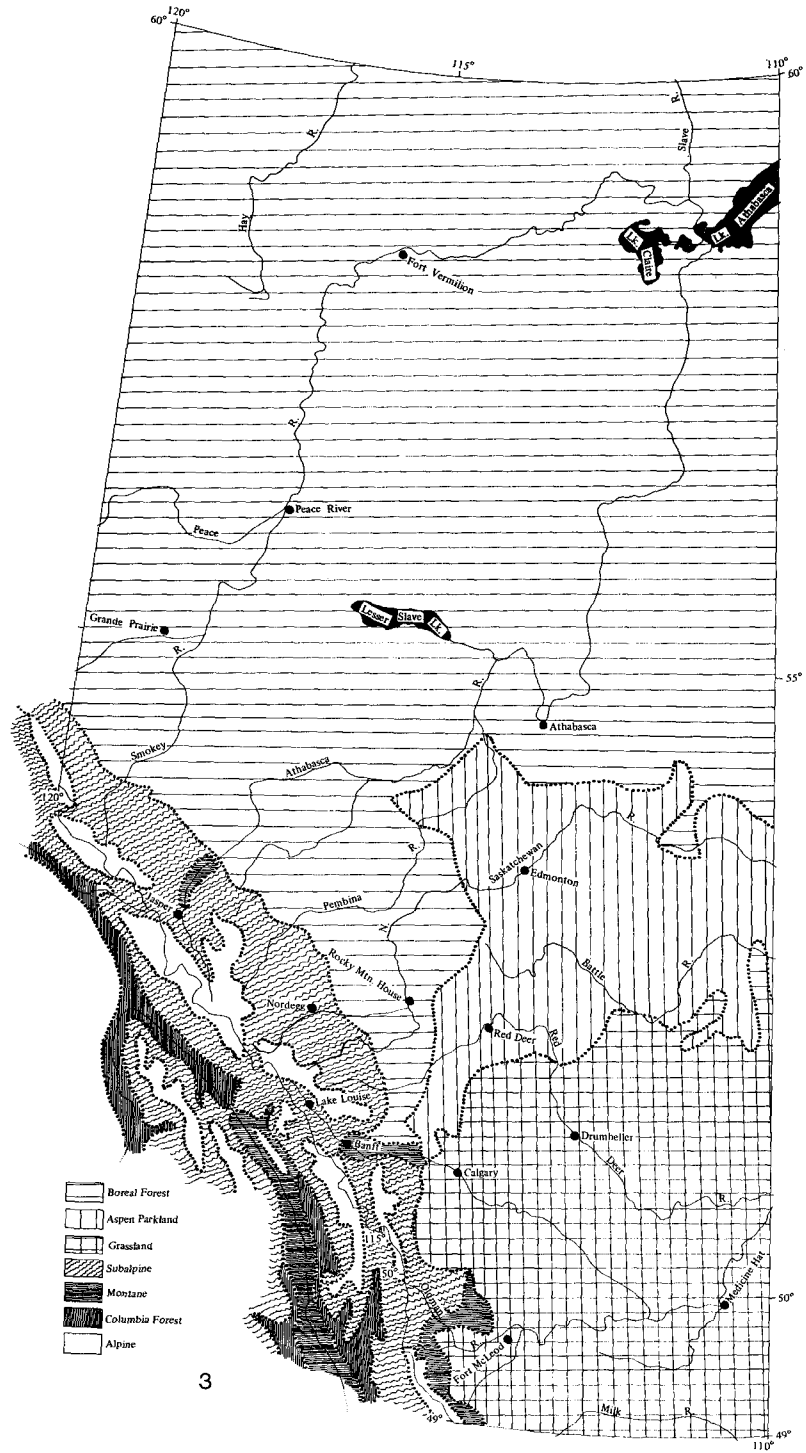 120°
60°
115°
110°
60°
R.
Slave
R.
Hay
Lk. Athabasca
Lk. Claire
Fort Vermilion
R.
Peace River
Peace
Lesser Slave Lk.
Grande Prairie
R.
R.
55°
Athabasca
Smokey
Athabasca
120°
R.
R.
Saskatchewan
Edmonton
Jasper
Pembina
N.
Battle
R.
Rocky Mtn. House
Nordegg
Red Deer
Red
Lake Louise
Drumheller
Banff
Deer
Calgary
R.
Boreal Forest
Aspen Parkland
Grassland
Subalpine
Montane
Columbia Forest
Alpine
115°
50°
50°
Medicine Hat
R.
Fort McLeod
3
Milk
R.
49°
49°
110°